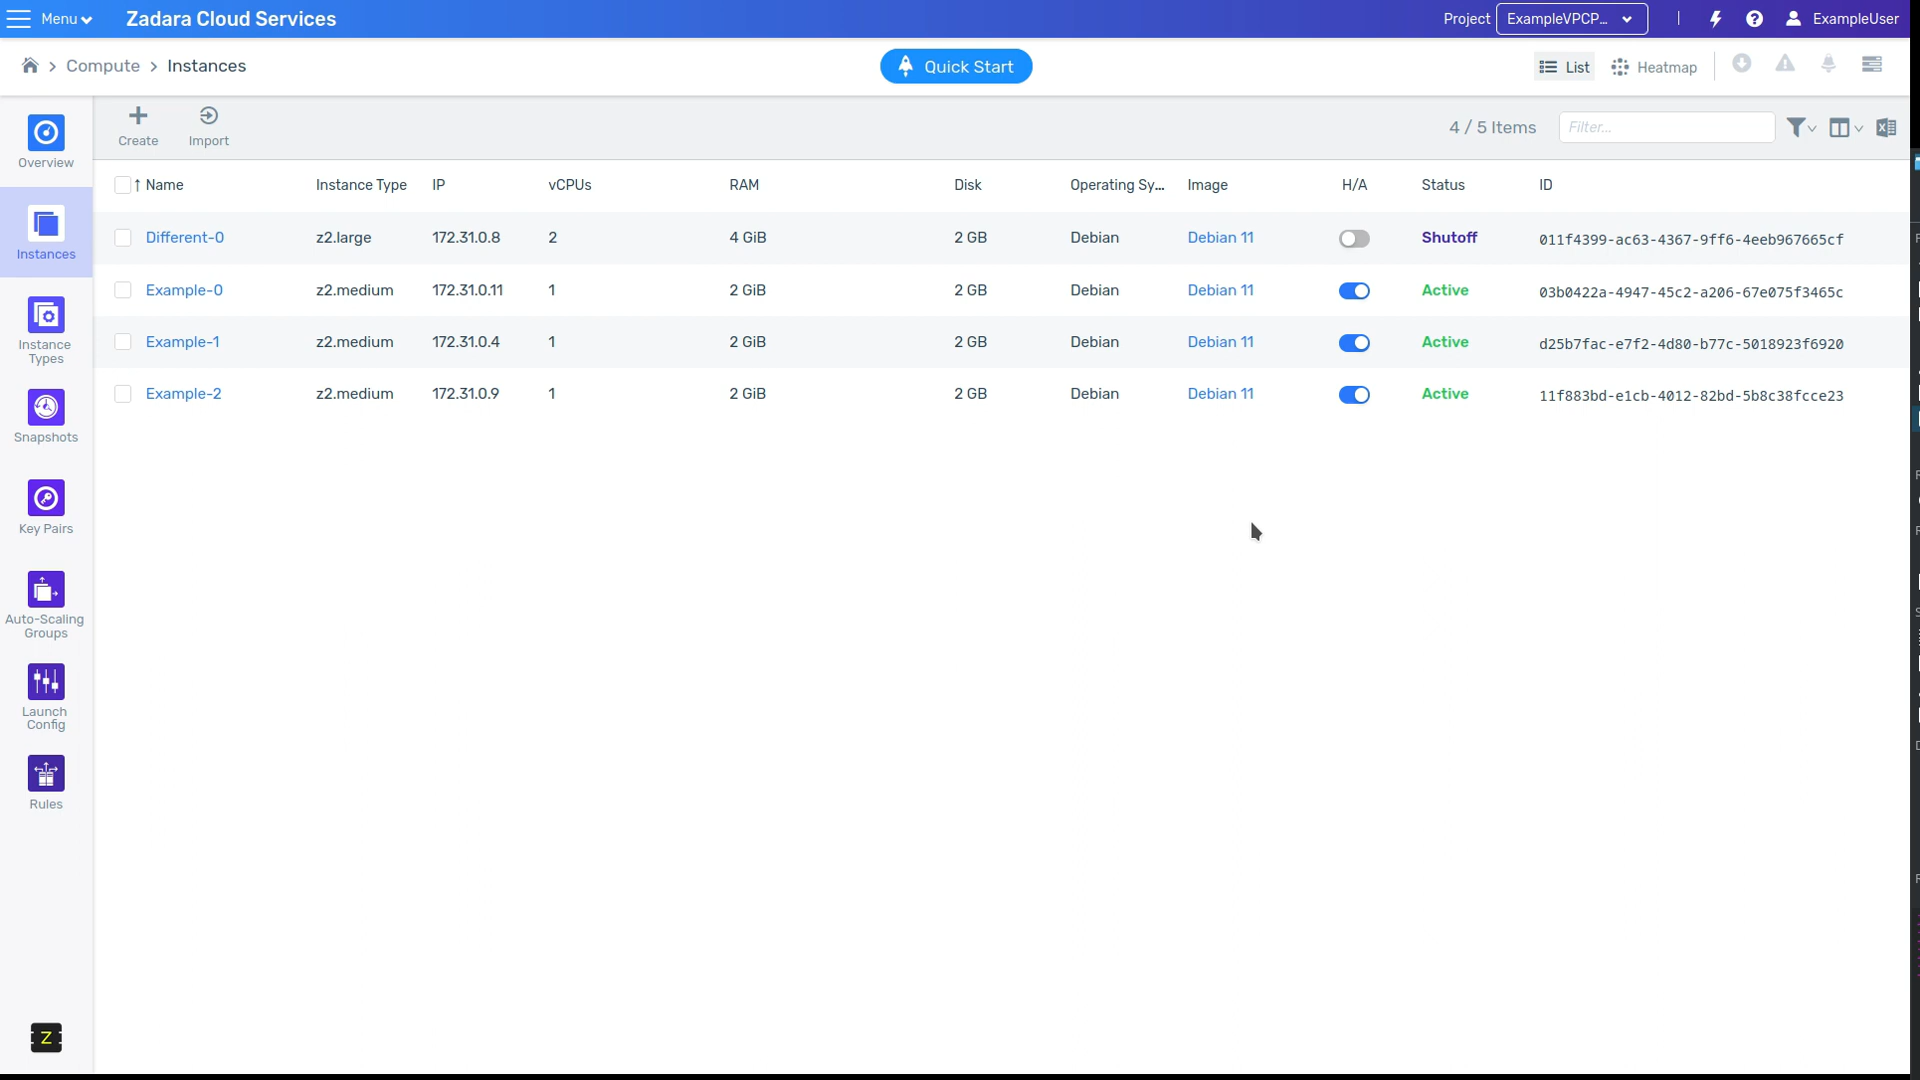 Menu Zadara Cloud Services Project ExampleVPCP... ExampleUser
Compute Instances Quick Start List Heatmap
Create Import 4 / 5 Items Filter...
Overview
Instances
Instance Types
Snapshots
Key Pairs
Auto-Scaling Groups
Launch Config
Rules
Z
↑ Name Instance Type IP vCPUs RAM Disk Operating Sy... Image H/A Status ID
Different-0 z2.large 172.31.0.8 2 4 GiB 2 GB Debian Debian 11 Shutoff 011f4399-ac63-4367-9ff6-4eeb967665cf
Example-0 z2.medium 172.31.0.11 1 2 GiB 2 GB Debian Debian 11 Active 03b0422a-4947-45c2-a206-67e075f3465c
Example-1 z2.medium 172.31.0.4 1 2 GiB 2 GB Debian Debian 11 Active d25b7fac-e7f2-4d80-b77c-5018923f6920
Example-2 z2.medium 172.31.0.9 1 2 GiB 2 GB Debian Debian 11 Active 11f883bd-e1cb-4012-82bd-5b8c38fcce23